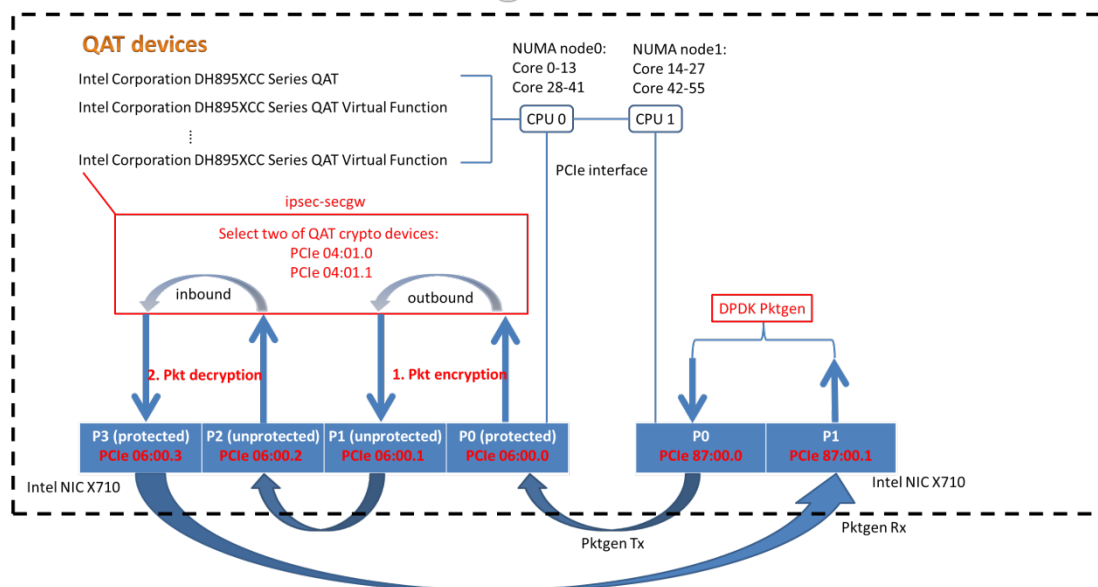 QAT devices
Intel Corporation DH895XCC Series QAT
Intel Corporation DH895XCC Series QAT Virtual Function
Intel Corporation DH895XCC Series QAT Virtual Function
NUMA node0:
Core 0-13
Core 28-41
NUMA node1:
Core 14-27
Core 42-55
CPU 0
CPU 1
PCIe interface
ipsec-secgw
Select two of QAT crypto devices:
PCIe 04:01.0
PCIe 04:01.1
inbound
outbound
DPDK Pktgen
2. Pkt decryption
1. Pkt encryption
P3 (protected)
PCIe 06:00.3
P2 (unprotected)
PCIe 06:00.2
P1 (unprotected)
PCIe 06:00.1
P0 (protected)
PCIe 06:00.0
P0
PCIe 87:00.0
P1
PCIe 87:00.1
Intel NIC X710
Intel NIC X710
Pktgen Tx
Pktgen Rx